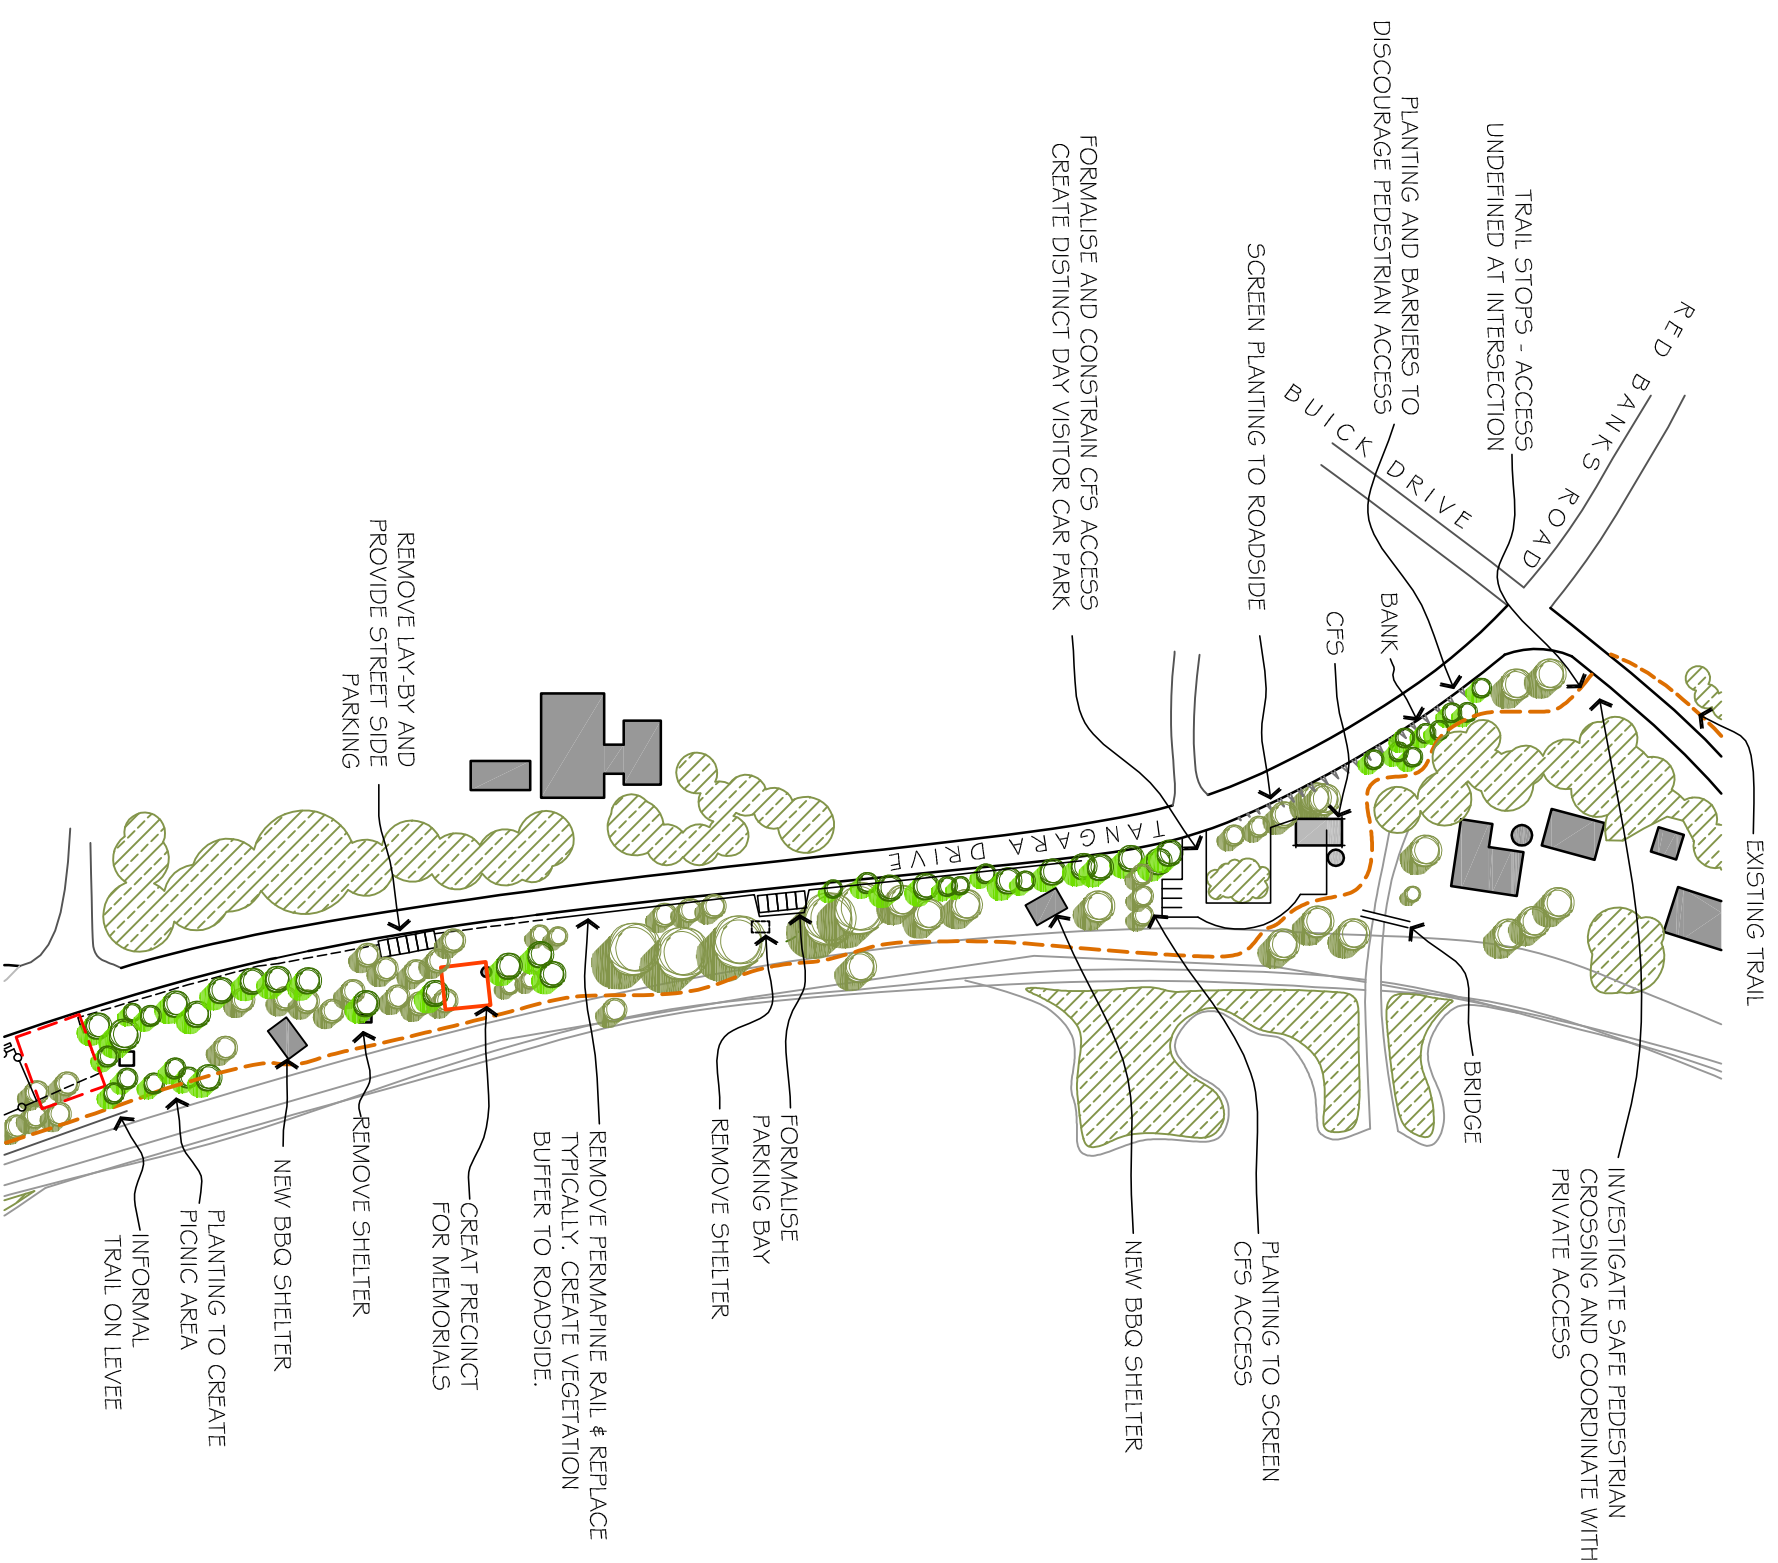 RED BANKS ROAD
BUICK DRIVE
TANGARA DRIVE
EXISTING TRAIL
TRAIL STOPS - ACCESS
UNDEFINED AT INTERSECTION
PLANTING AND BARRIERS TO
DISCOURAGE PEDESTRIAN ACCESS
BANK
CFS
SCREEN PLANTING TO ROADSIDE
FORMALISE AND CONSTRAIN CFS ACCESS
CREATE DISTINCT DAY VISITOR CAR PARK
REMOVE LAY-BY AND
PROVIDE STREET SIDE
PARKING
INVESTIGATE SAFE PEDESTRIAN
CROSSING AND COORDINATE WITH
PRIVATE ACCESS
BRIDGE
PLANTING TO SCREEN
CFS ACCESS
NEW BBQ SHELTER
FORMALISE
PARKING BAY
REMOVE SHELTER
REMOVE PERMAPINE RAIL & REPLACE
TYPICALLY. CREATE VEGETATION
BUFFER TO ROADSIDE.
CREAT PRECINCT
FOR MEMORIALS
REMOVE SHELTER
NEW BBQ SHELTER
PLANTING TO CREATE
PICNIC AREA
INFORMAL
TRAIL ON LEVEE